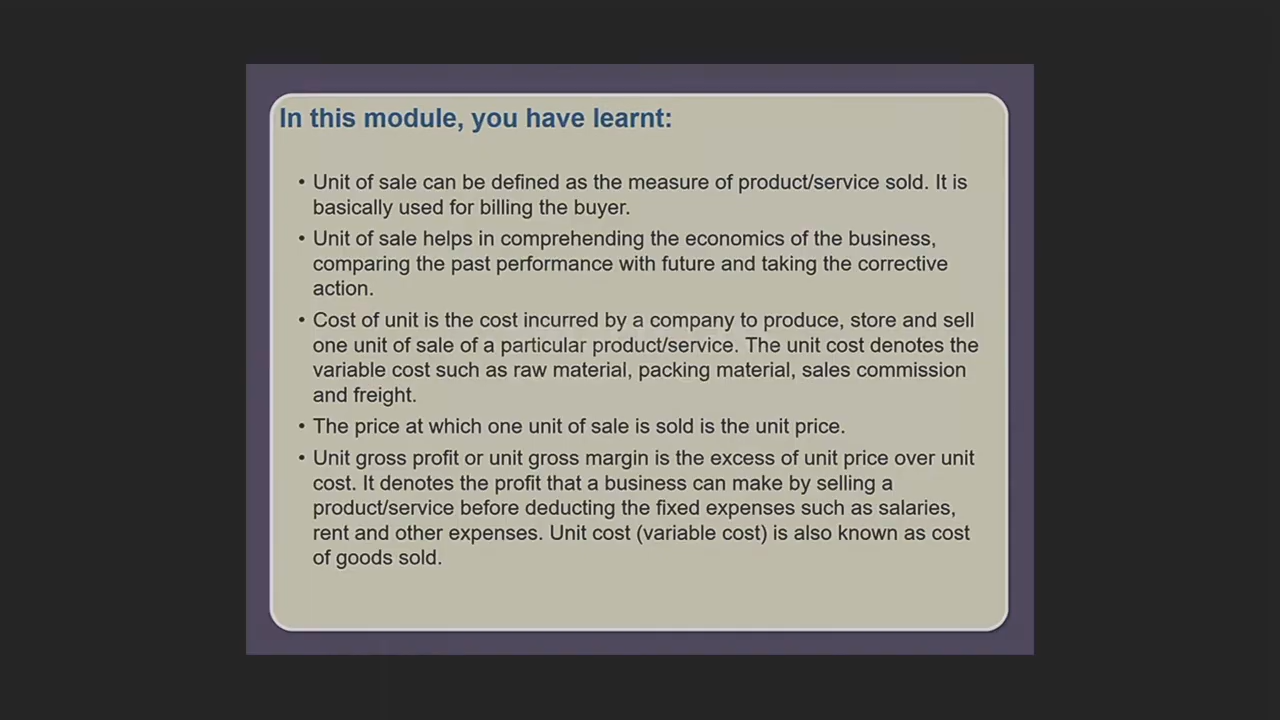 In this module, you have learnt:
• Unit of sale can be defined as the measure of product/service sold. It is
basically used for billing the buyer.
• Unit of sale helps in comprehending the economics of the business,
comparing the past performance with future and taking the corrective
action.
• Cost of unit is the cost incurred by a company to produce, store and sell
one unit of sale of a particular product/service. The unit cost denotes the
variable cost such as raw material, packing material, sales commission
and freight.
• The price at which one unit of sale is sold is the unit price.
• Unit gross profit or unit gross margin is the excess of unit price over unit
cost. It denotes the profit that a business can make by selling a
product/service before deducting the fixed expenses such as salaries,
rent and other expenses. Unit cost (variable cost) is also known as cost
of goods sold.